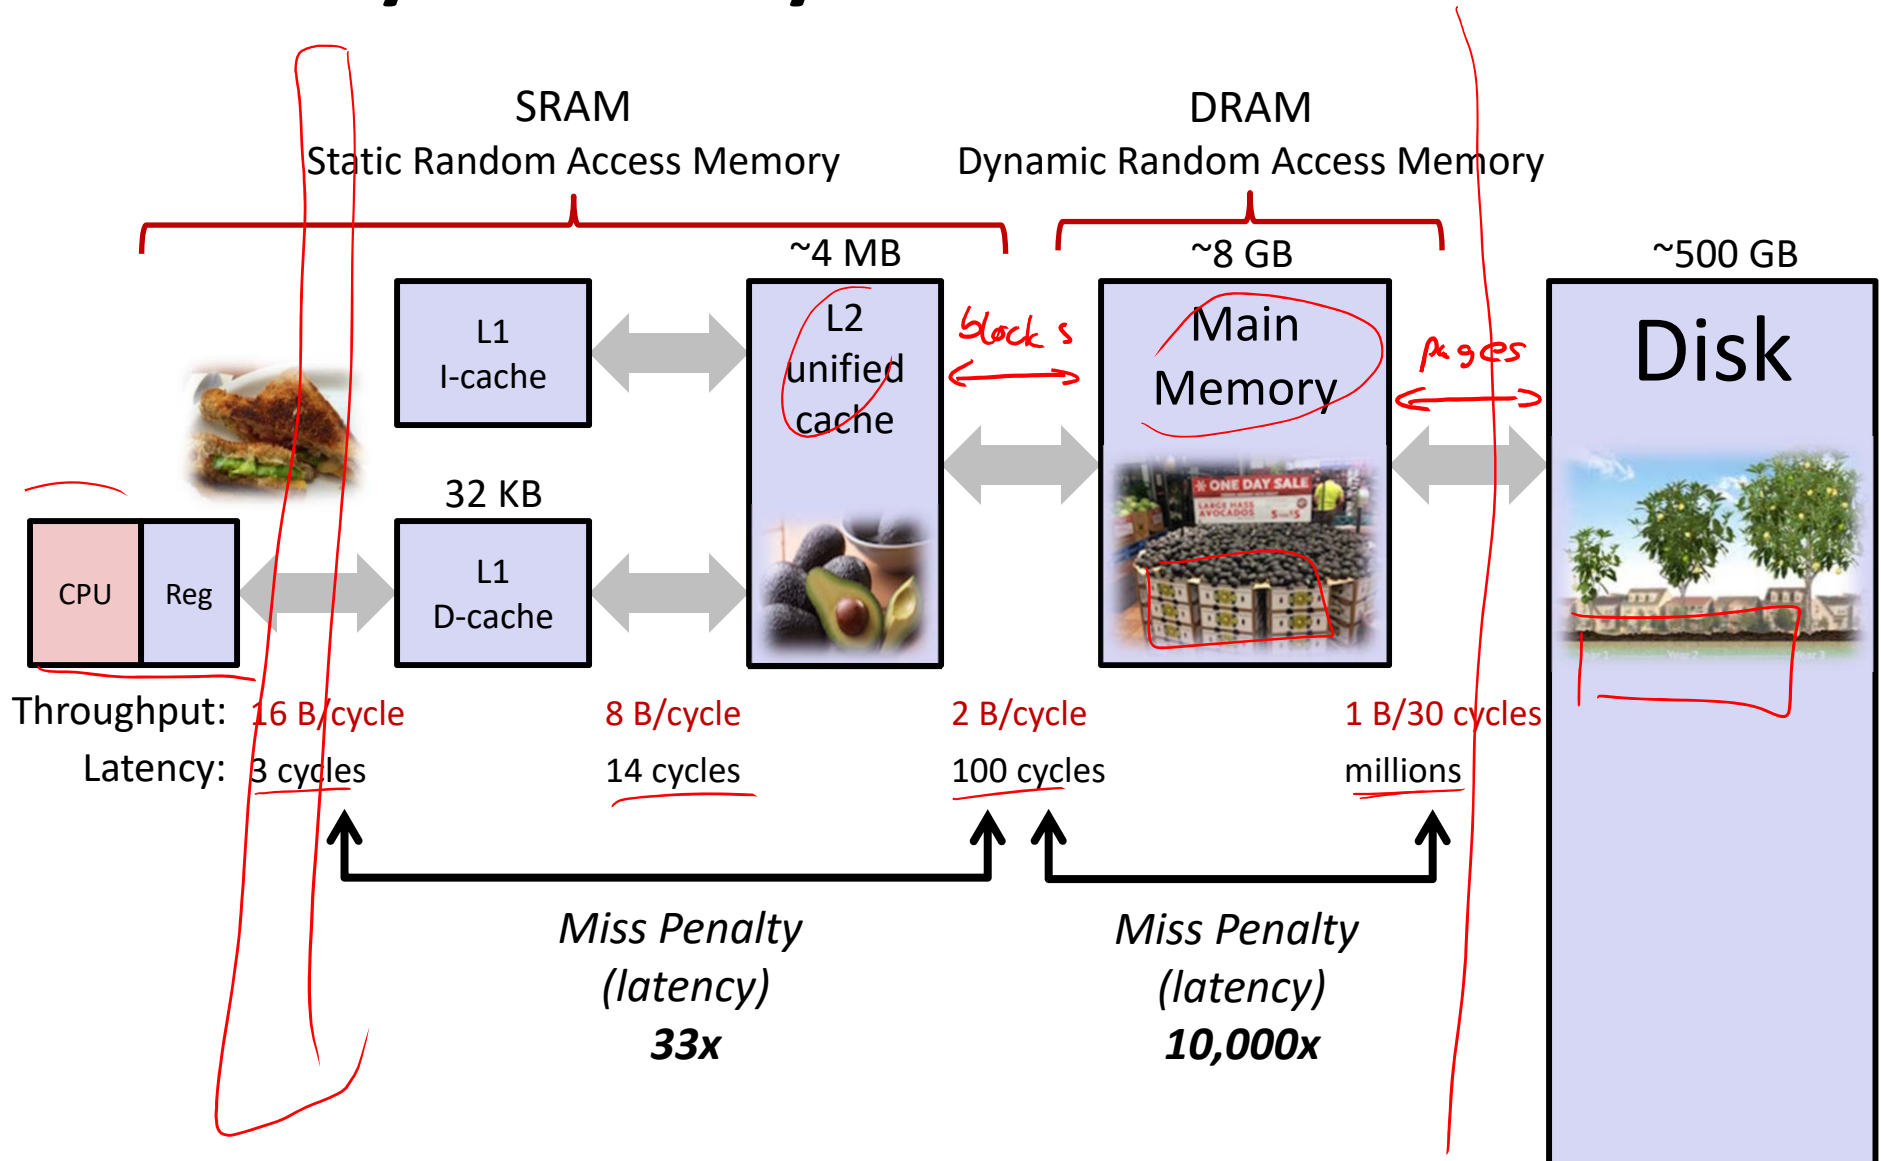 SRAM
Static Random Access Memory
DRAM
Dynamic Random Access Memory
~4 MB
~8 GB
~500 GB
L1
I-cache
L2
unified
cache
blocks
Main
Memory
pages
Disk
ONE DAY SALE
LARGE HASS
AVOCADOS
32 KB
CPU
Reg
L1
D-cache
Throughput: 16 B/cycle 8 B/cycle 2 B/cycle 1 B/30 cycles
Latency: 3 cycles 14 cycles 100 cycles millions
Miss Penalty
(latency)
33x
Miss Penalty
(latency)
10,000x